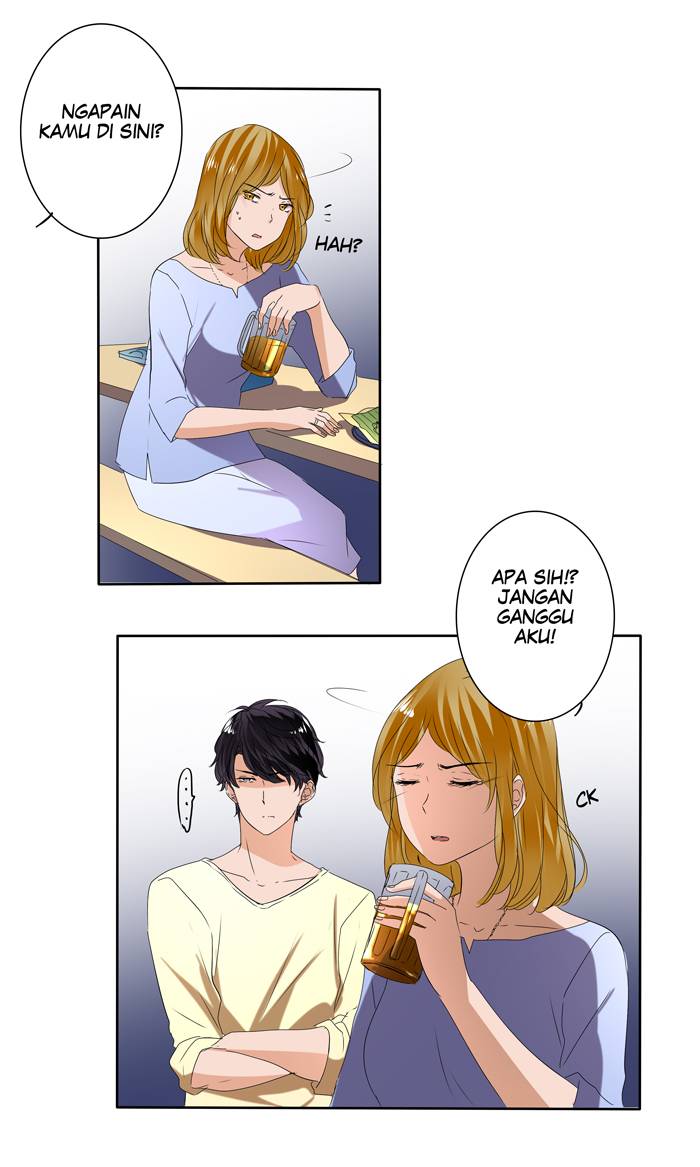 NGAPAIN
KAMU DI SINI?
HAH?
APA SIH!?
JANGAN
GANGGU
AKU!
CK
......